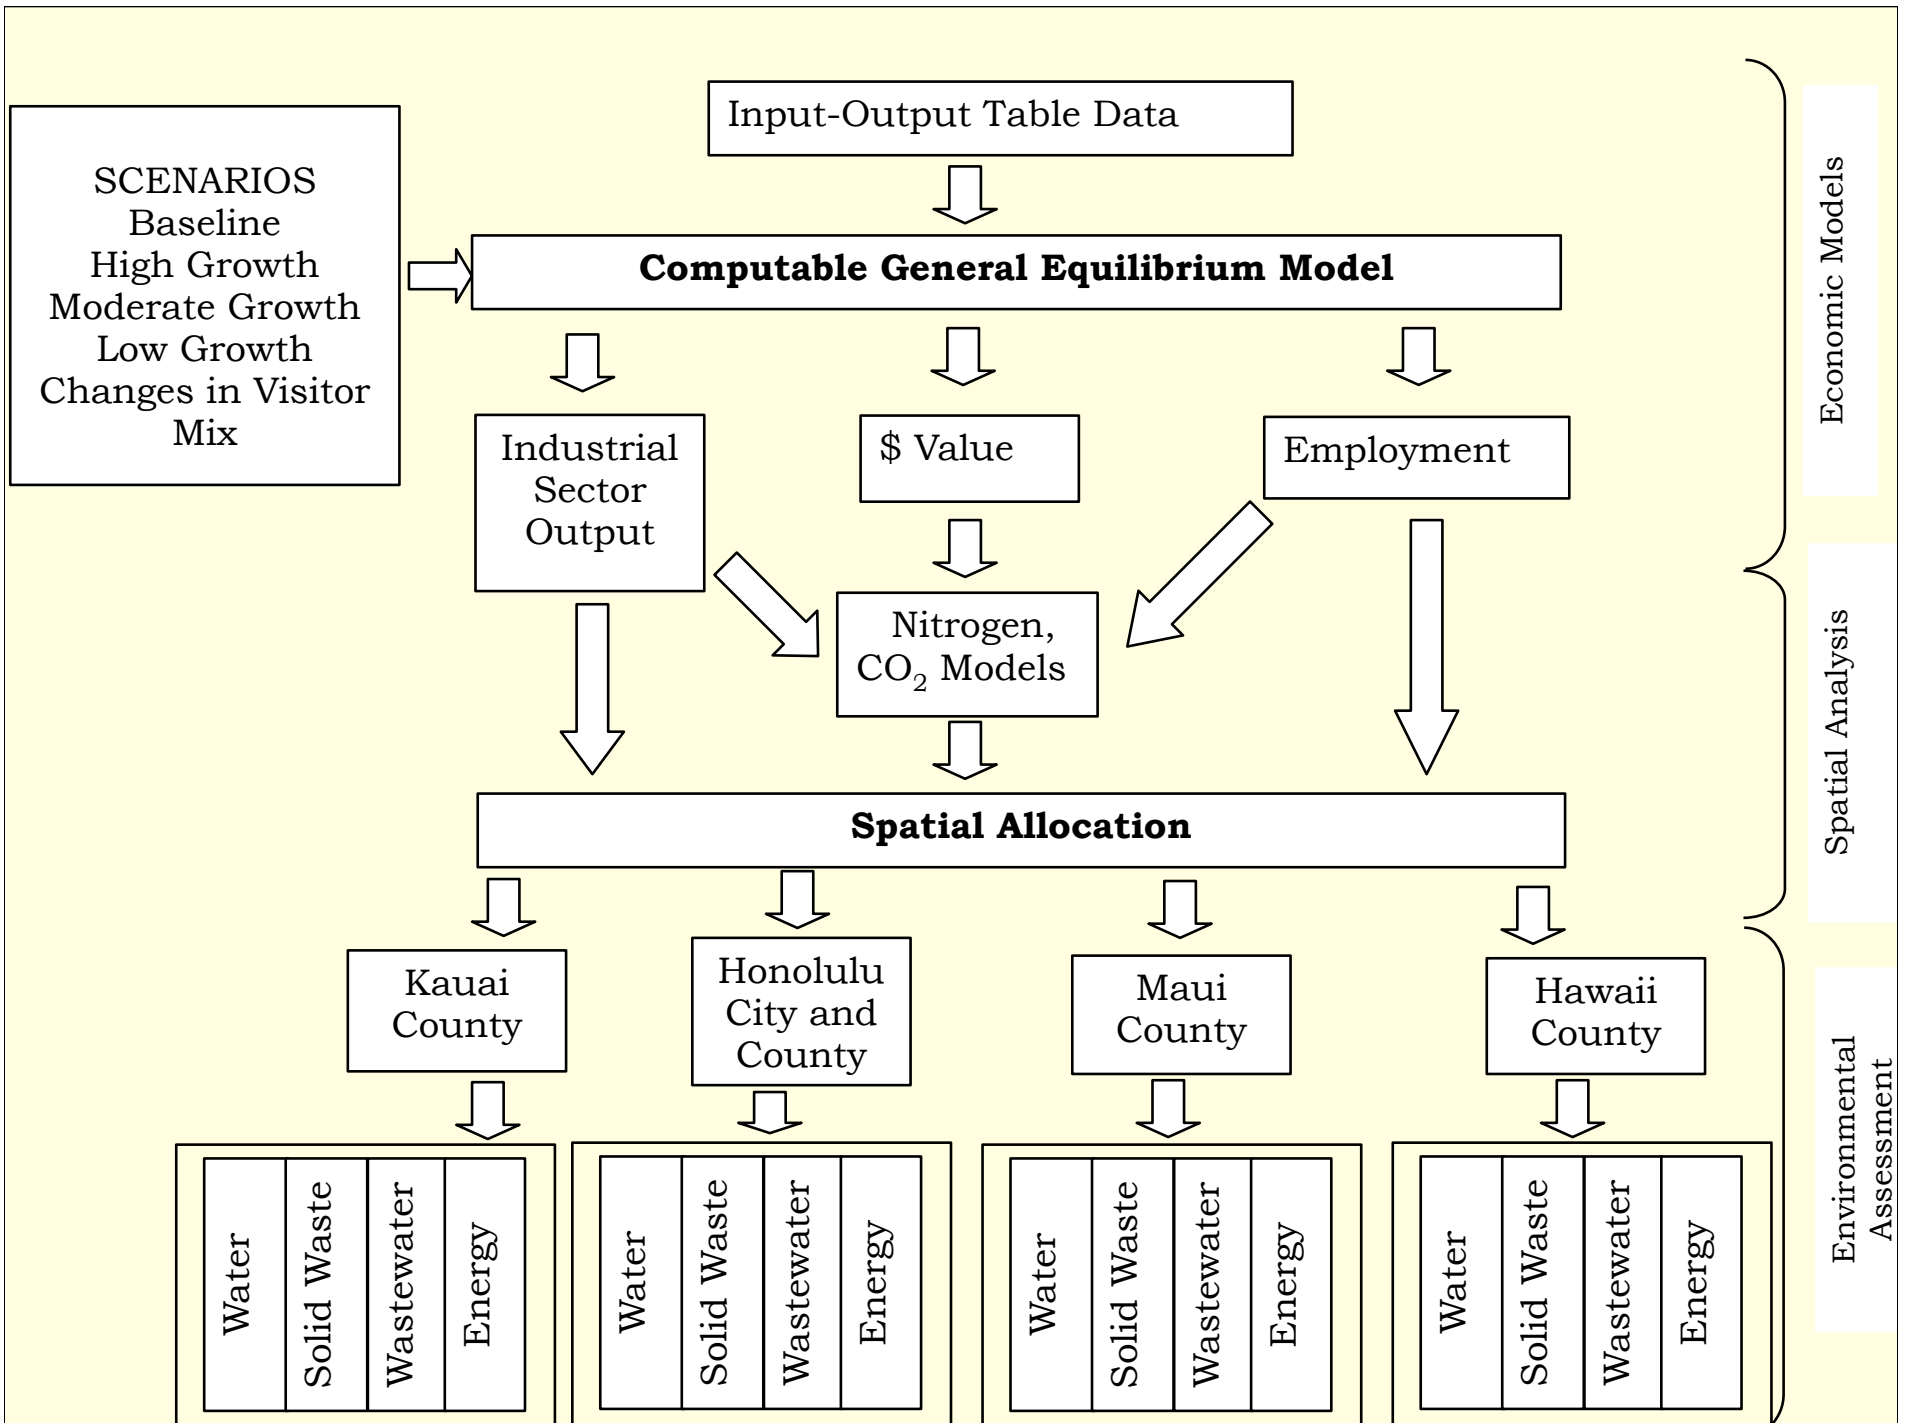 Input-Output Table Data
SCENARIOS
Baseline
High Growth
Moderate Growth
Low Growth
Changes in Visitor
Mix
Computable General Equilibrium Model
Economic Models
Industrial
Sector
Output
$ Value
Employment
Nitrogen,
CO₂ Models
Spatial Analysis
Spatial Allocation
Kauai
County
Honolulu
City and
County
Maui
County
Hawaii
County
Environmental
Assessment
Water
Solid Waste
Wastewater
Energy
Water
Solid Waste
Wastewater
Energy
Water
Solid Waste
Wastewater
Energy
Water
Solid Waste
Wastewater
Energy